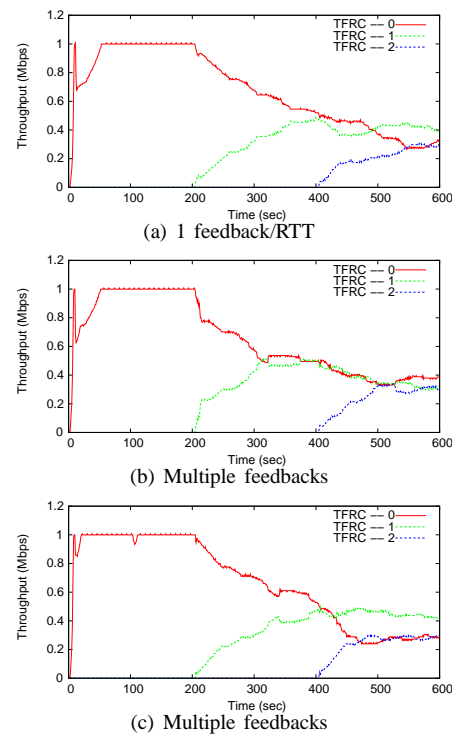 1.2
1
0.8
0.6
0.4
0.2
0
Throughput (Mbps)
TFRC -- 0
TFRC -- 1
TFRC -- 2
0 100 200 300 400 500 600
Time (sec)
(a) 1 feedback/RTT
1.2
1
0.8
0.6
0.4
0.2
0
Throughput (Mbps)
TFRC -- 0
TFRC -- 1
TFRC -- 2
0 100 200 300 400 500 600
Time (sec)
(b) Multiple feedbacks
1.2
1
0.8
0.6
0.4
0.2
0
Throughput (Mbps)
TFRC -- 0
TFRC -- 1
TFRC -- 2
0 100 200 300 400 500 600
Time (sec)
(c) Multiple feedbacks